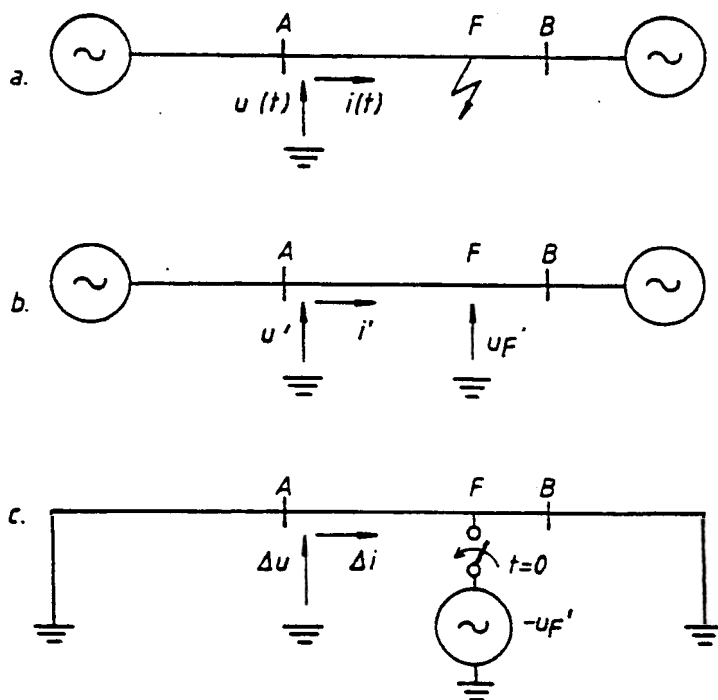 A F B
a.
u (t) i(t)
A F B
b.
u' i' uF'
A F B
c.
Δu Δi t=0
-uF'